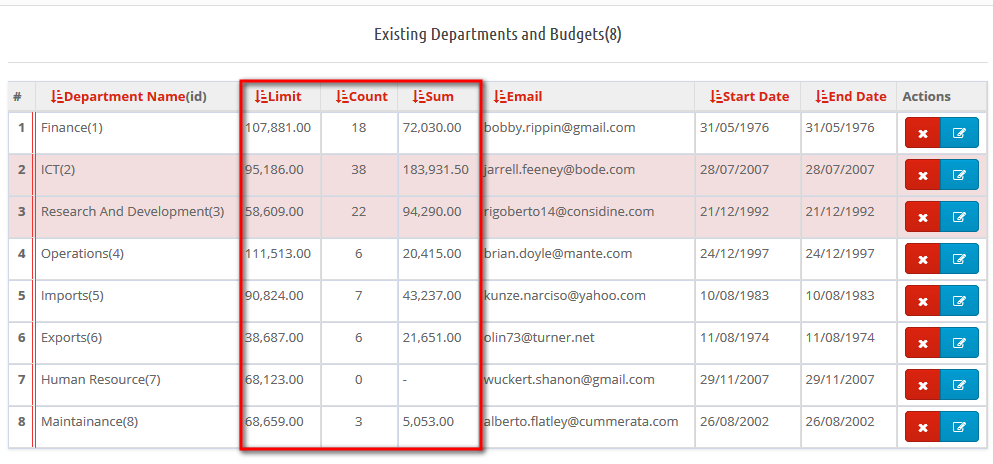 Existing Departments and Budgets(8)
# Department Name(id) Limit Count Sum Email Start Date End Date Actions
1 Finance(1) 107,881.00 18 72,030.00 bobby.rippin@gmail.com 31/05/1976 31/05/1976
2 ICT(2) 95,186.00 38 183,931.50 jarrell.feeney@bode.com 28/07/2007 28/07/2007
3 Research And Development(3) 58,609.00 22 94,290.00 rigoberto14@considine.com 21/12/1992 21/12/1992
4 Operations(4) 111,513.00 6 20,415.00 brian.doyle@mante.com 24/12/1997 24/12/1997
5 Imports(5) 90,824.00 7 43,237.00 kunze.narciso@yahoo.com 10/08/1983 10/08/1983
6 Exports(6) 38,687.00 6 21,651.00 olin73@turner.net 11/08/1974 11/08/1974
7 Human Resource(7) 68,123.00 0 - wuckert.shanon@gmail.com 29/11/2007 29/11/2007
8 Maintainance(8) 68,659.00 3 5,053.00 alberto.flatley@cummerata.com 26/08/2002 26/08/2002